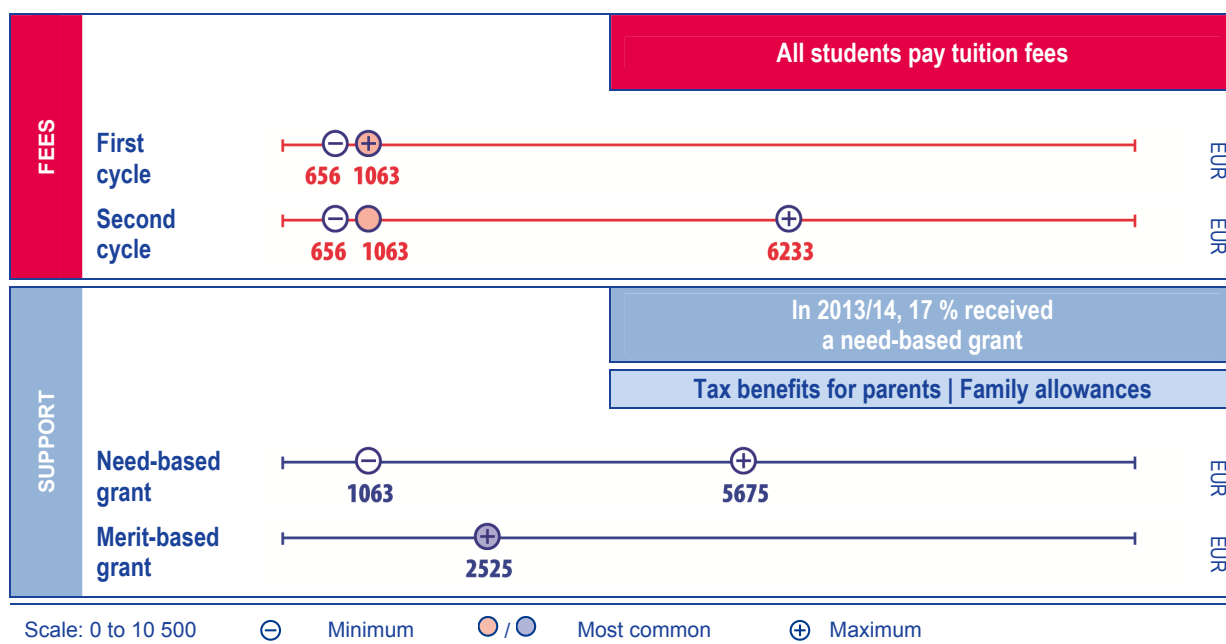 All students pay tuition fees
FEES
First
cycle
656 1063
EUR
Second
cycle
656 1063 6233
EUR
In 2013/14, 17 % received
a need-based grant
Tax benefits for parents | Family allowances
SUPPORT
Need-based
grant
1063 5675
EUR
Merit-based
grant
2525
EUR
Scale: 0 to 10 500 Minimum / Most common Maximum